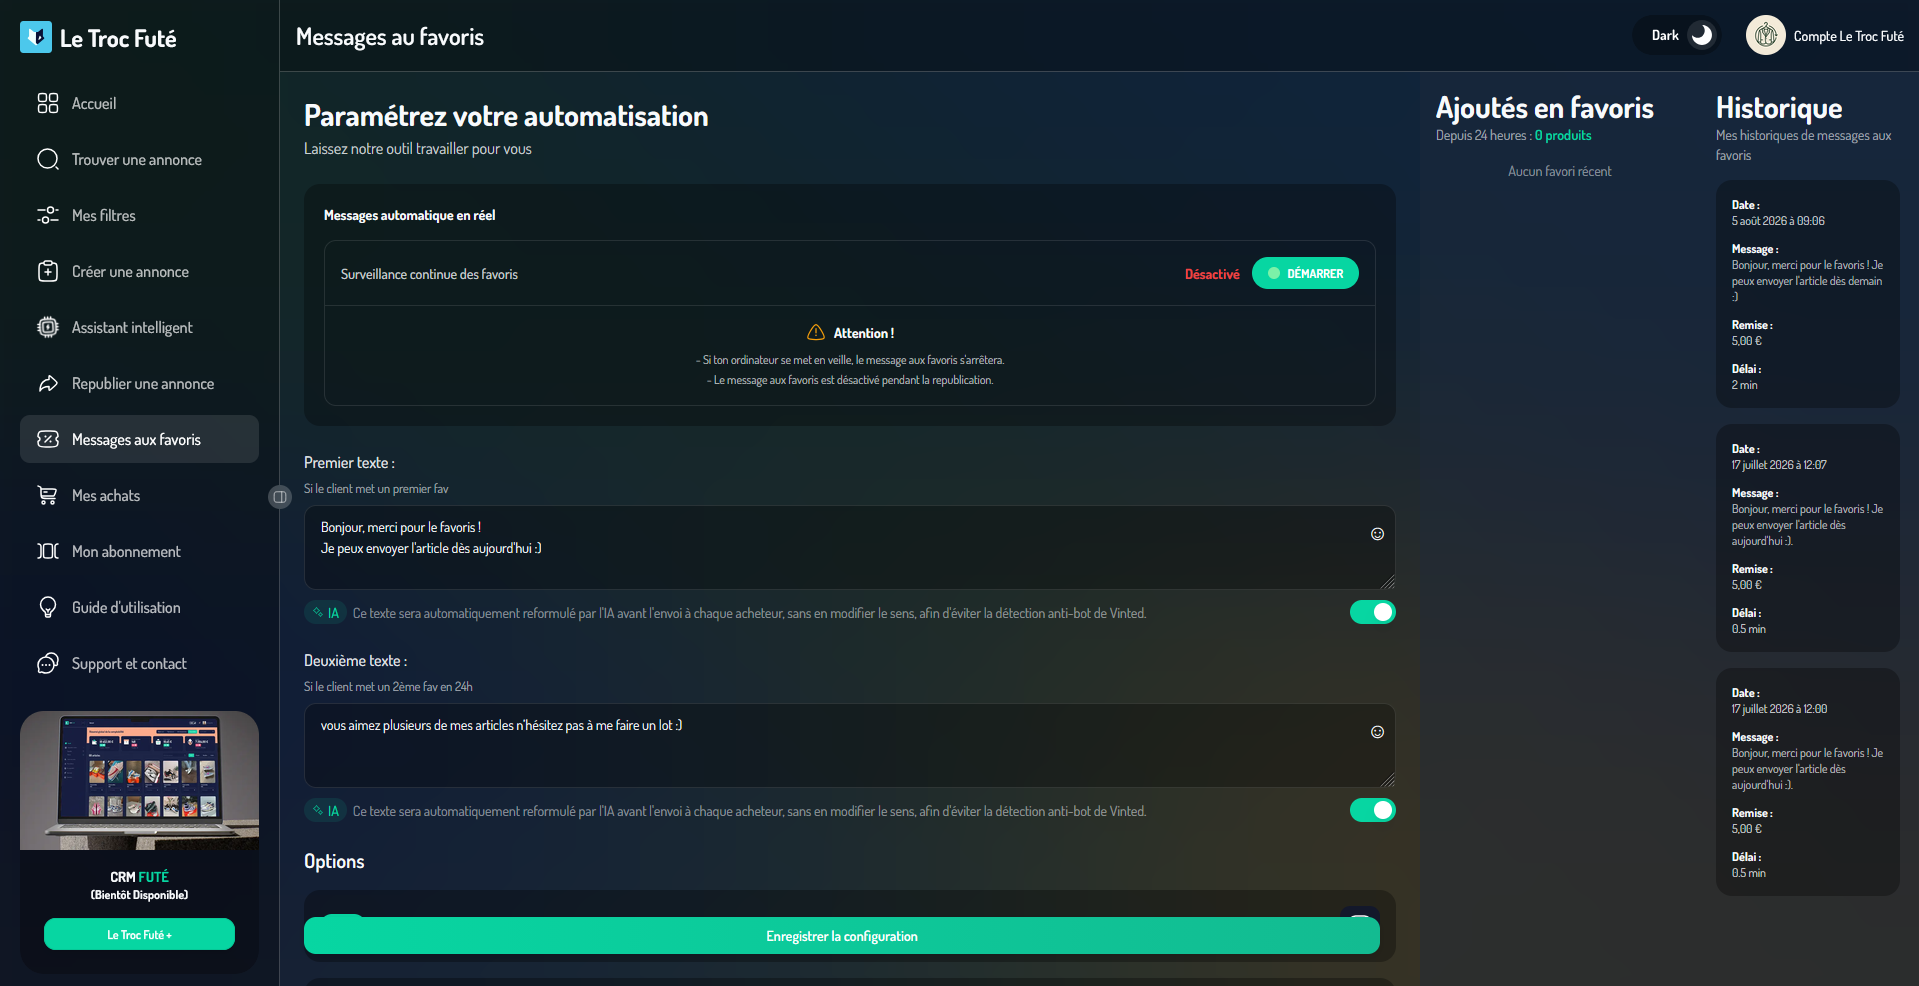 Le Troc Futé
Accueil
Trouver une annonce
Mes filtres
Créer une annonce
Assistant intelligent
Republier une annonce
Messages aux favoris
Mes achats
Mon abonnement
Guide d'utilisation
Support et contact
CRM FUTÉ
(Bientôt Disponible)
Le Troc Futé +
Messages au favoris
Dark
Compte Le Troc Futé
Paramétrez votre automatisation
Laissez notre outil travailler pour vous
Messages automatique en réel
Surveillance continue des favoris
Désactivé
DÉMARRER
Attention !
- Si ton ordinateur se met en veille, le message aux favoris s'arrêtera.
- Le message aux favoris est désactivé pendant la republication.
Premier texte :
Si le client met un premier fav
Bonjour, merci pour le favoris !
Je peux envoyer l'article dès aujourd'hui :)
IA Ce texte sera automatiquement reformulé par l'IA avant l'envoi à chaque acheteur, sans en modifier le sens, afin d'éviter la détection anti-bot de Vinted.
Deuxième texte :
Si le client met un 2ème fav en 24h
vous aimez plusieurs de mes articles n'hésitez pas à me faire un lot :)
IA Ce texte sera automatiquement reformulé par l'IA avant l'envoi à chaque acheteur, sans en modifier le sens, afin d'éviter la détection anti-bot de Vinted.
Options
Enregistrer la configuration
Ajoutés en favoris
Depuis 24 heures : 0 produits
Aucun favori récent
Historique
Mes historiques de messages aux
favoris
Date :
5 août 2026 à 09:06
Message :
Bonjour, merci pour le favoris ! Je
peux envoyer l'article dès demain
:)
Remise :
5,00 €
Délai :
2 min
Date :
17 juillet 2026 à 12:07
Message :
Bonjour, merci pour le favoris ! Je
peux envoyer l'article dès
aujourd'hui :).
Remise :
5,00 €
Délai :
0.5 min
Date :
17 juillet 2026 à 12:00
Message :
Bonjour, merci pour le favoris ! Je
peux envoyer l'article dès
aujourd'hui :).
Remise :
5,00 €
Délai :
0.5 min